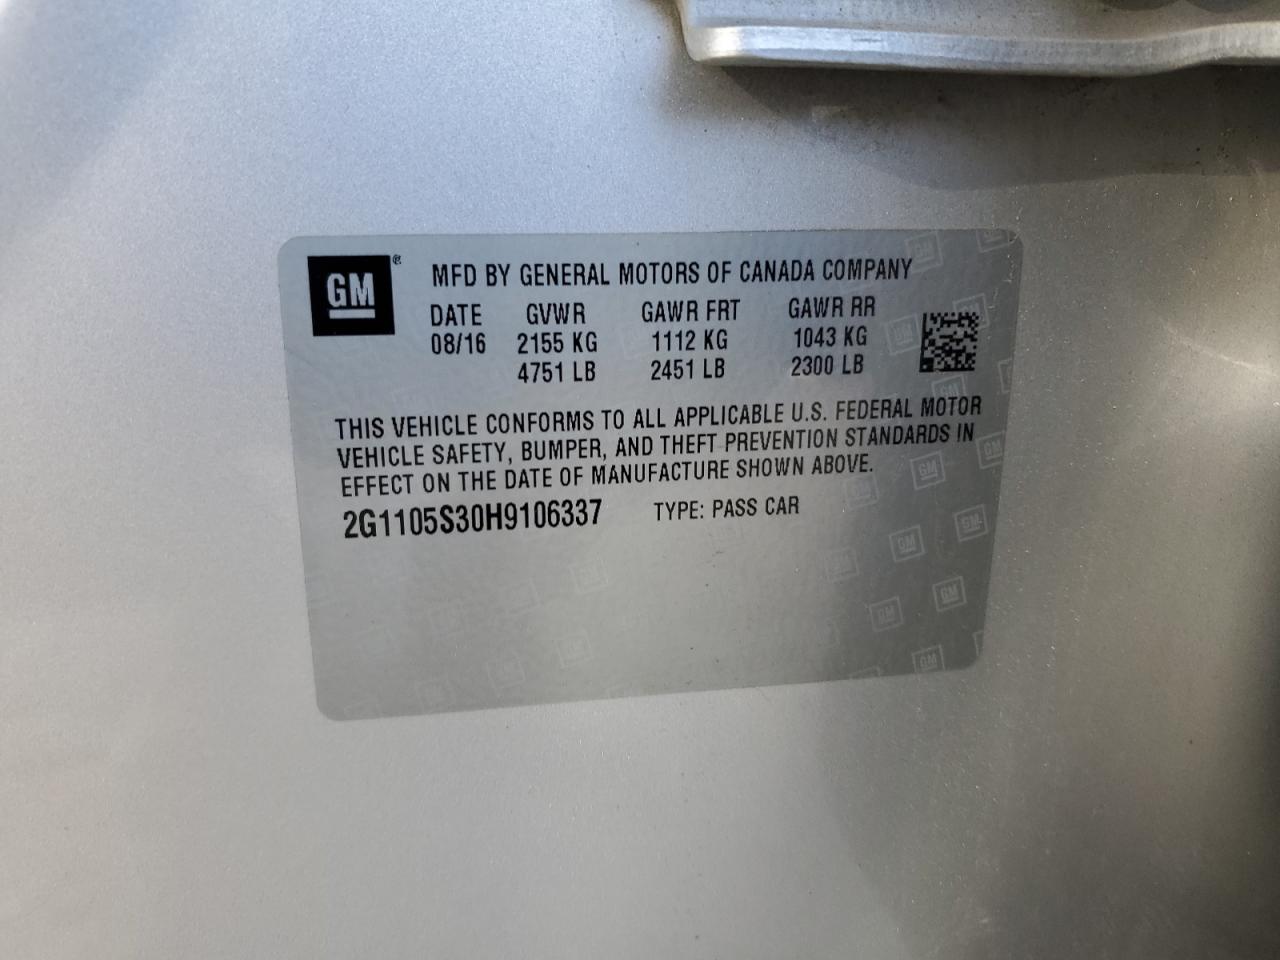 GM®
MFD BY GENERAL MOTORS OF CANADA COMPANY
DATE GVWR GAWR FRT GAWR RR
08/16 2155 KG 1112 KG 1043 KG
4751 LB 2451 LB 2300 LB
THIS VEHICLE CONFORMS TO ALL APPLICABLE U.S. FEDERAL MOTOR
VEHICLE SAFETY, BUMPER, AND THEFT PREVENTION STANDARDS IN
EFFECT ON THE DATE OF MANUFACTURE SHOWN ABOVE.
2G1105S30H9106337 TYPE: PASS CAR